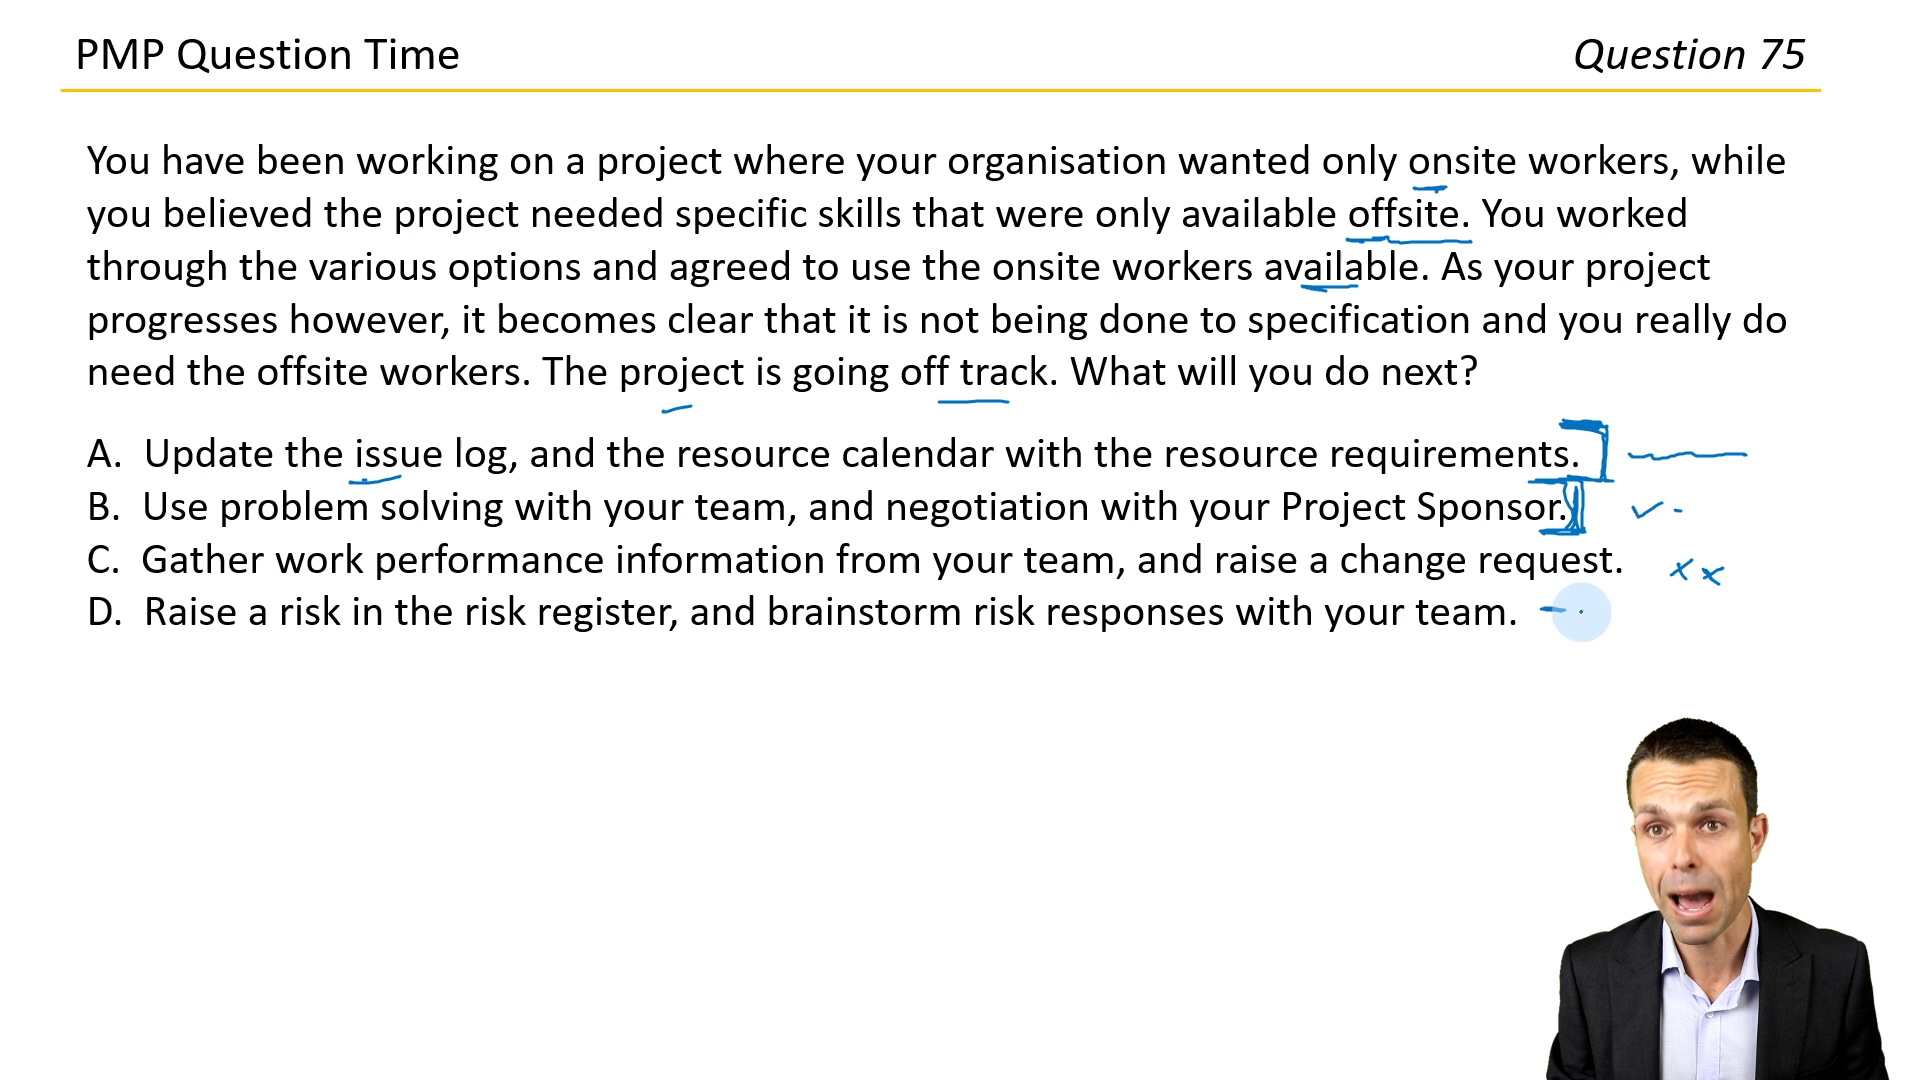 PMP Question Time
Question 75
You have been working on a project where your organisation wanted only onsite workers, while
you believed the project needed specific skills that were only available offsite. You worked
through the various options and agreed to use the onsite workers available. As your project
progresses however, it becomes clear that it is not being done to specification and you really do
need the offsite workers. The project is going off track. What will you do next?
A. Update the issue log, and the resource calendar with the resource requirements.
B. Use problem solving with your team, and negotiation with your Project Sponsor.
C. Gather work performance information from your team, and raise a change request.
D. Raise a risk in the risk register, and brainstorm risk responses with your team.